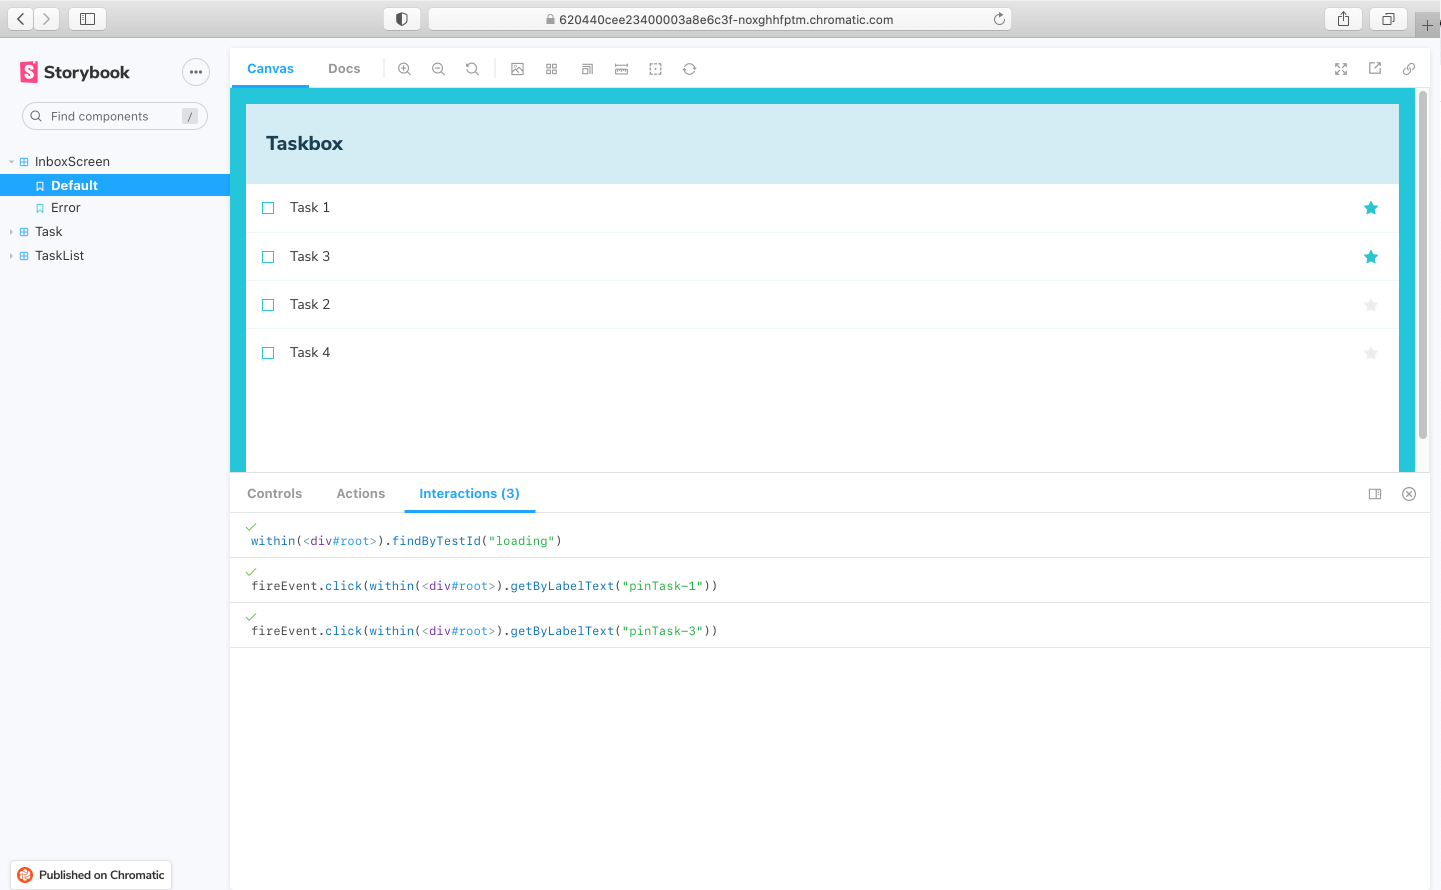 620440cee23400003a8e6c3f-noxghhfptm.chromatic.com
Storybook
Find components /
InboxScreen
Default
Error
Task
TaskList
Canvas Docs
Taskbox
Task 1
Task 3
Task 2
Task 4
Controls Actions Interactions (3)
within(<div#root>).findByTestId("loading")
fireEvent.click(within(<div#root>).getByLabelText("pinTask-1"))
fireEvent.click(within(<div#root>).getByLabelText("pinTask-3"))
Published on Chromatic